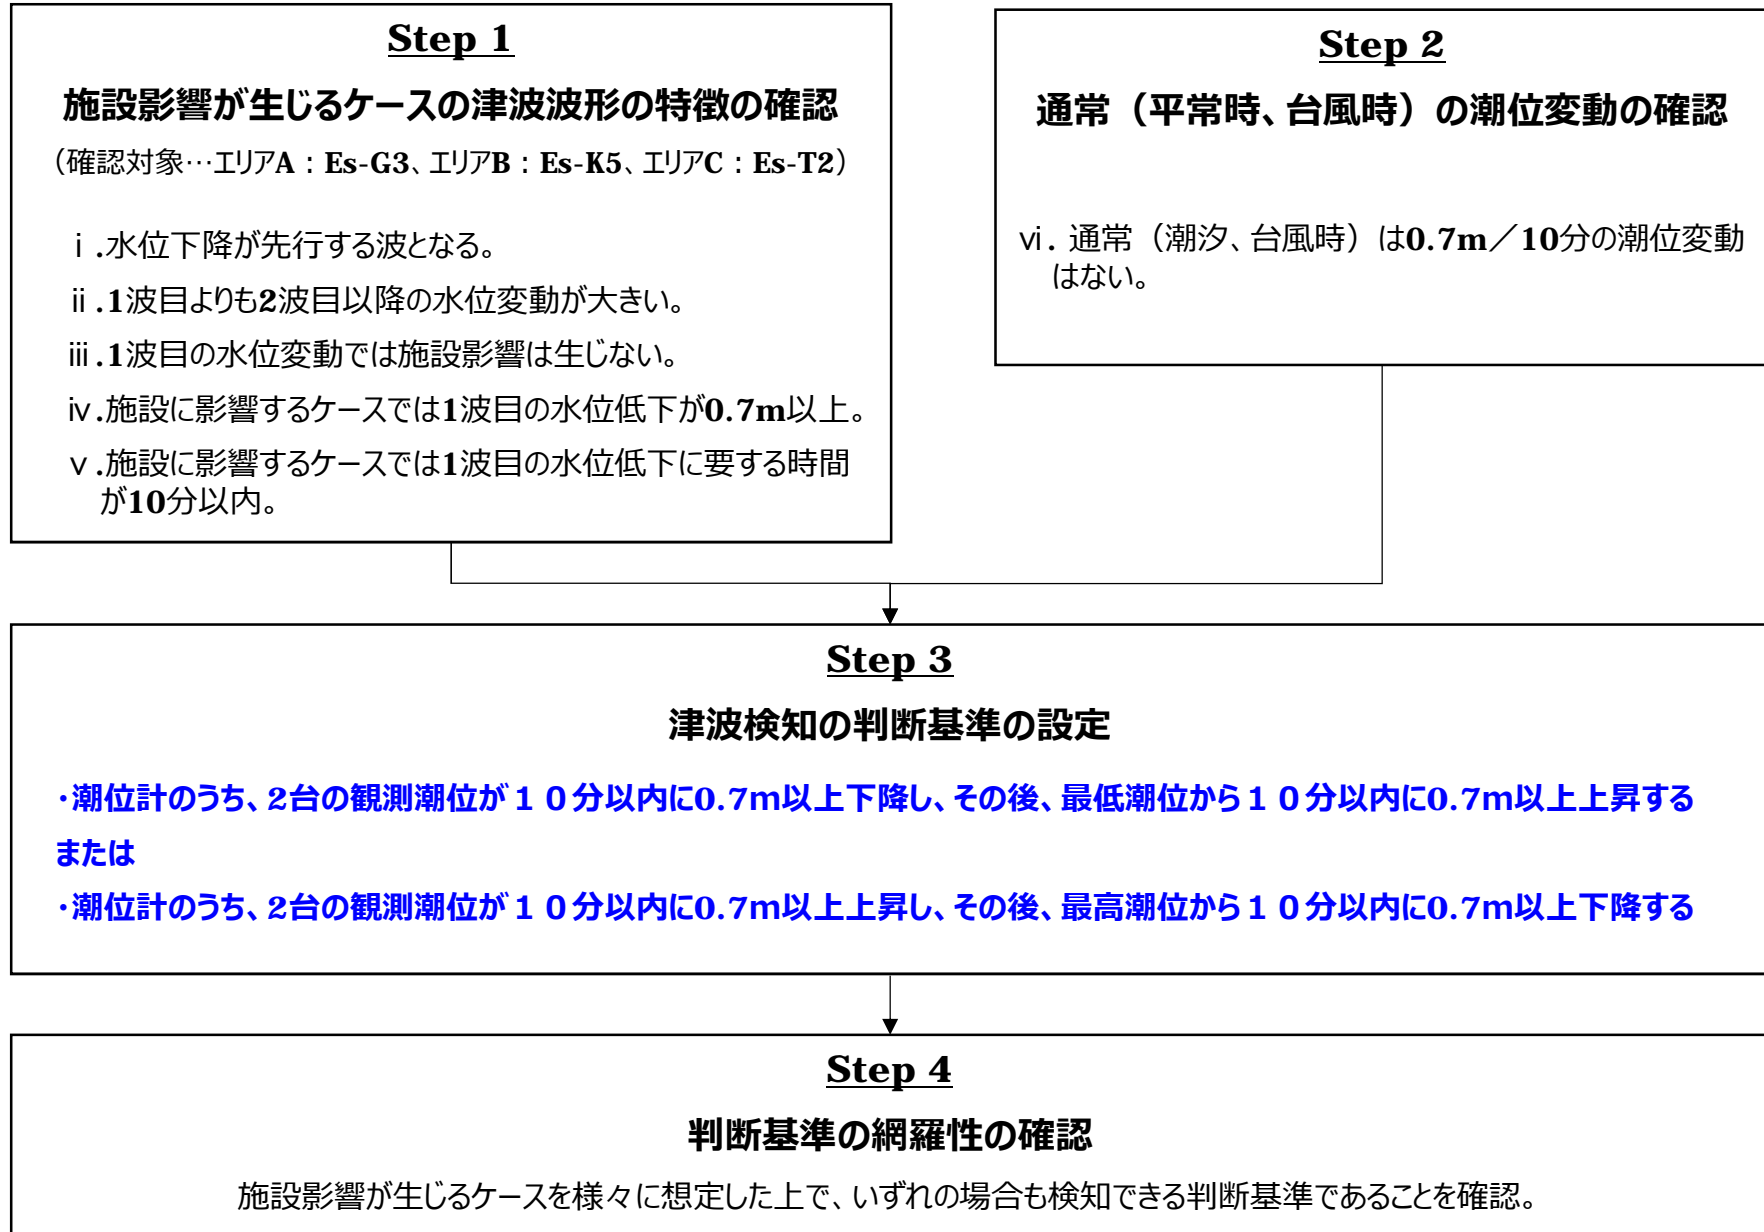 Step 1
施設影響が生じるケースの津波波形の特徴の確認
（確認対象…エリアA：Es-G3、エリアB：Es-K5、エリアC：Es-T2）
ⅰ.水位下降が先行する波となる。
ⅱ.1波目よりも2波目以降の水位変動が大きい。
ⅲ.1波目の水位変動では施設影響は生じない。
ⅳ.施設に影響するケースでは1波目の水位低下が0.7m以上。
ⅴ.施設に影響するケースでは1波目の水位低下に要する時間
が10分以内。
Step 2
通常（平常時、台風時）の潮位変動の確認
ⅵ. 通常（潮汐、台風時）は0.7m／10分の潮位変動
はない。
Step 3
津波検知の判断基準の設定
・潮位計のうち、2台の観測潮位が１０分以内に0.7m以上下降し、その後、最低潮位から１０分以内に0.7m以上上昇する
または
・潮位計のうち、2台の観測潮位が１０分以内に0.7m以上上昇し、その後、最高潮位から１０分以内に0.7m以上下降する
Step 4
判断基準の網羅性の確認
施設影響が生じるケースを様々に想定した上で、いずれの場合も検知できる判断基準であることを確認。